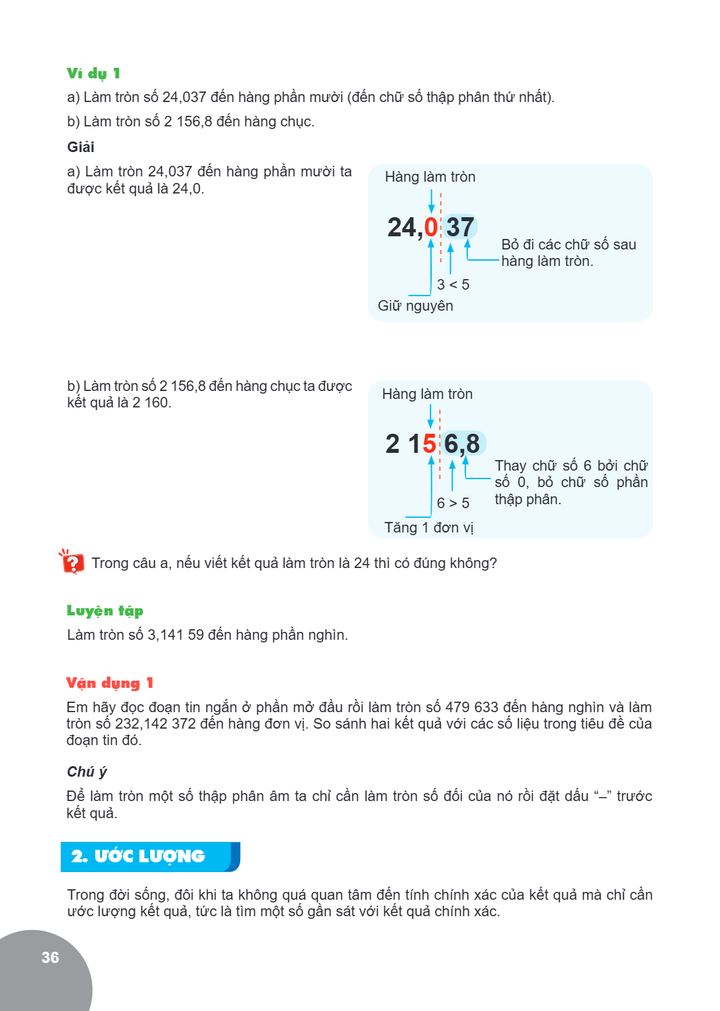 Ví dụ 1
a) Làm tròn số 24,037 đến hàng phần mười (đến chữ số thập phân thứ nhất).
b) Làm tròn số 2 156,8 đến hàng chục.
Giải
a) Làm tròn 24,037 đến hàng phần mười ta
được kết quả là 24,0.
Hàng làm tròn
24,0 37
Bỏ đi các chữ số sau
hàng làm tròn.
3 < 5
Giữ nguyên
b) Làm tròn số 2 156,8 đến hàng chục ta được
kết quả là 2 160.
Hàng làm tròn
2 15 6,8
Thay chữ số 6 bởi chữ
số 0, bỏ chữ số phần
thập phân.
6 > 5
Tăng 1 đơn vị
? Trong câu a, nếu viết kết quả làm tròn là 24 thì có đúng không?
Luyện tập
Làm tròn số 3,141 59 đến hàng phần nghìn.
Vận dụng 1
Em hãy đọc đoạn tin ngắn ở phần mở đầu rồi làm tròn số 479 633 đến hàng nghìn và làm
tròn số 232,142 372 đến hàng đơn vị. So sánh hai kết quả với các số liệu trong tiêu đề của
đoạn tin đó.
Chú ý
Để làm tròn một số thập phân âm ta chỉ cần làm tròn số đối của nó rồi đặt dấu “–” trước
kết quả.
2. ƯỚC LƯỢNG
Trong đời sống, đôi khi ta không quá quan tâm đến tính chính xác của kết quả mà chỉ cần
ước lượng kết quả, tức là tìm một số gần sát với kết quả chính xác.
36